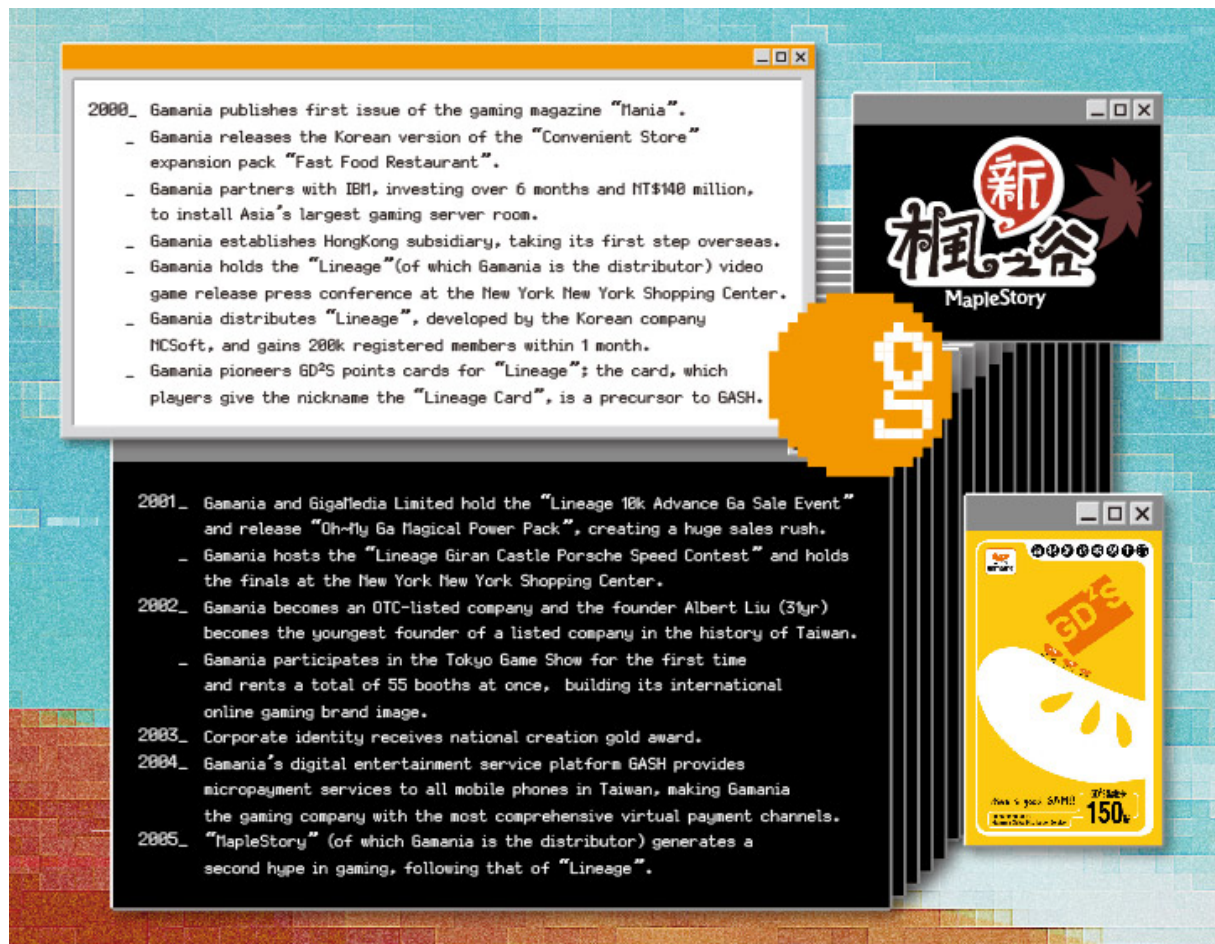 2000_ Gamania publishes first issue of the gaming magazine “Mania”.
_ Gamania releases the Korean version of the “Convenient Store”
expansion pack “Fast Food Restaurant”.
_ Gamania partners with IBM, investing over 6 months and NT$140 million,
to install Asia's largest gaming server room.
_ Gamania establishes HongKong subsidiary, taking its first step overseas.
_ Gamania holds the “Lineage”(of which Gamania is the distributor) video
game release press conference at the New York New York Shopping Center.
_ Gamania distributes “Lineage”, developed by the Korean company
NCSoft, and gains 200k registered members within 1 month.
_ Gamania pioneers GD²S points cards for “Lineage”; the card, which
players give the nickname the “Lineage Card”, is a precursor to GASH.
新
楓之谷
MapleStory
g
2001_ Gamania and GigaMedia Limited hold the “Lineage 10k Advance Ga Sale Event”
and release “Oh~My Ga Magical Power Pack”, creating a huge sales rush.
_ Gamania hosts the “Lineage Giran Castle Porsche Speed Contest” and holds
the finals at the New York New York Shopping Center.
2002_ Gamania becomes an OTC-listed company and the founder Albert Liu (31yr)
becomes the youngest founder of a listed company in the history of Taiwan.
_ Gamania participates in the Tokyo Game Show for the first time
and rents a total of 55 booths at once, building its international
online gaming brand image.
2003_ Corporate identity receives national creation gold award.
2004_ Gamania's digital entertainment service platform GASH provides
micropayment services to all mobile phones in Taiwan, making Gamania
the gaming company with the most comprehensive virtual payment channels.
2005_ “MapleStory” (of which Gamania is the distributor) generates a
second hype in gaming, following that of “Lineage”.
GD²S
150